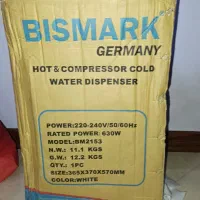 BISMARK
GERMANY
HOT & COMPRESSOR COLD
WATER DISPENSER
POWER:220-240V/50/60Hz
RATED POWER: 630W
MODEL:BM2153
N.W.: 11.1 KGS
G.W.: 12.2 KGS
QTY: 1PC
SIZE:365X370X570MM
COLOR:WHITE